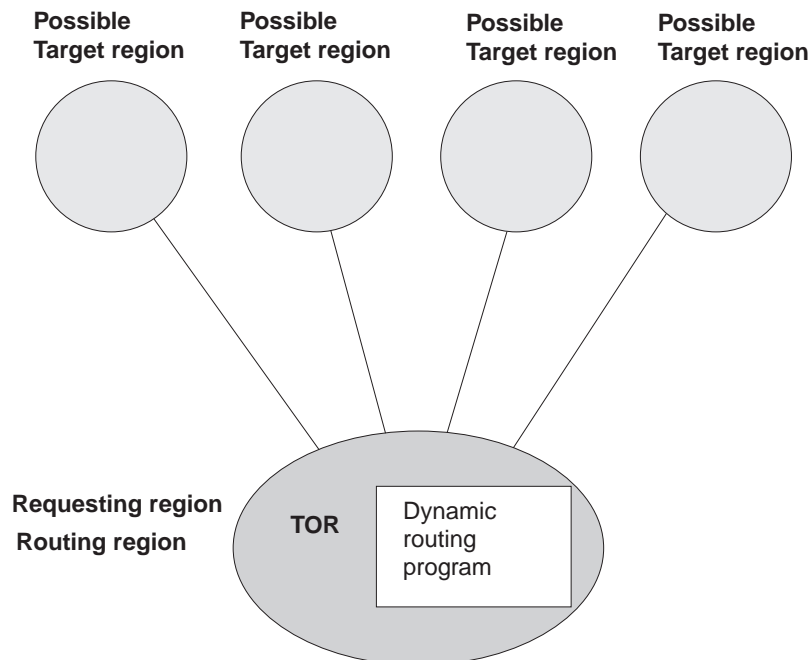 Possible
Target region
Possible
Target region
Possible
Target region
Possible
Target region
Requesting region
Routing region
TOR
Dynamic
routing
program